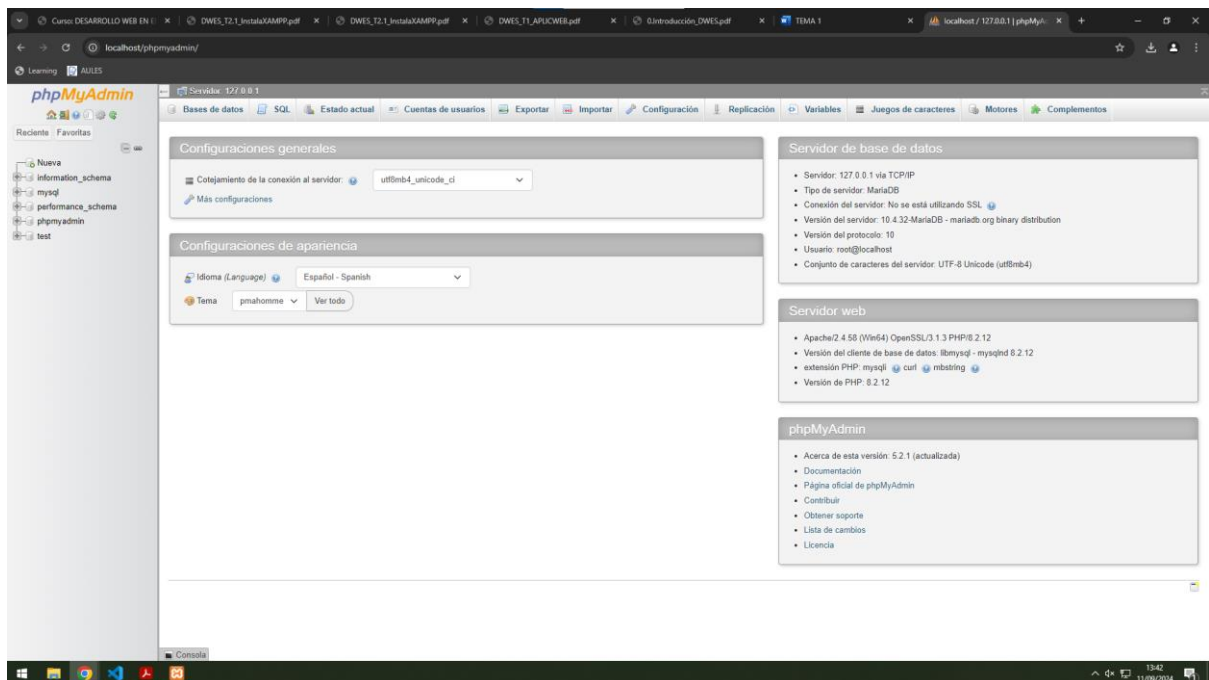 Curso: DESARROLLO WEB EN E
DWES_T2.1_InstalaXAMPP.pdf
DWES_T2.1_InstalaXAMPP.pdf
DWES_T1_APLICWEB.pdf
0.Introducción_DWES.pdf
TEMA 1
localhost / 127.0.0.1 | phpMyA
localhost/phpmyadmin/
Learning
AULES
phpMyAdmin
Reciente
Favoritas
Nueva
information_schema
mysql
performance_schema
phpmyadmin
test
Servidor: 127.0.0.1
Bases de datos
SQL
Estado actual
Cuentas de usuarios
Exportar
Importar
Configuración
Replicación
Variables
Juegos de caracteres
Motores
Complementos
Configuraciones generales
Cotejamiento de la conexión al servidor:
utf8mb4_unicode_ci
Más configuraciones
Configuraciones de apariencia
Idioma (Language)
Español - Spanish
Tema
pmahomme
Ver todo
Servidor de base de datos
Servidor: 127.0.0.1 via TCP/IP
Tipo de servidor: MariaDB
Conexión del servidor: No se está utilizando SSL
Versión del servidor: 10.4.32-MariaDB - mariadb.org binary distribution
Versión del protocolo: 10
Usuario: root@localhost
Conjunto de caracteres del servidor: UTF-8 Unicode (utf8mb4)
Servidor web
Apache/2.4.58 (Win64) OpenSSL/3.1.3 PHP/8.2.12
Versión del cliente de base de datos: libmysql - mysqlnd 8.2.12
extensión PHP: mysqli curl mbstring
Versión de PHP: 8.2.12
phpMyAdmin
Acerca de esta versión: 5.2.1 (actualizada)
Documentación
Página oficial de phpMyAdmin
Contribuir
Obtener soporte
Lista de cambios
Licencia
Consola
13:42
11/09/2024